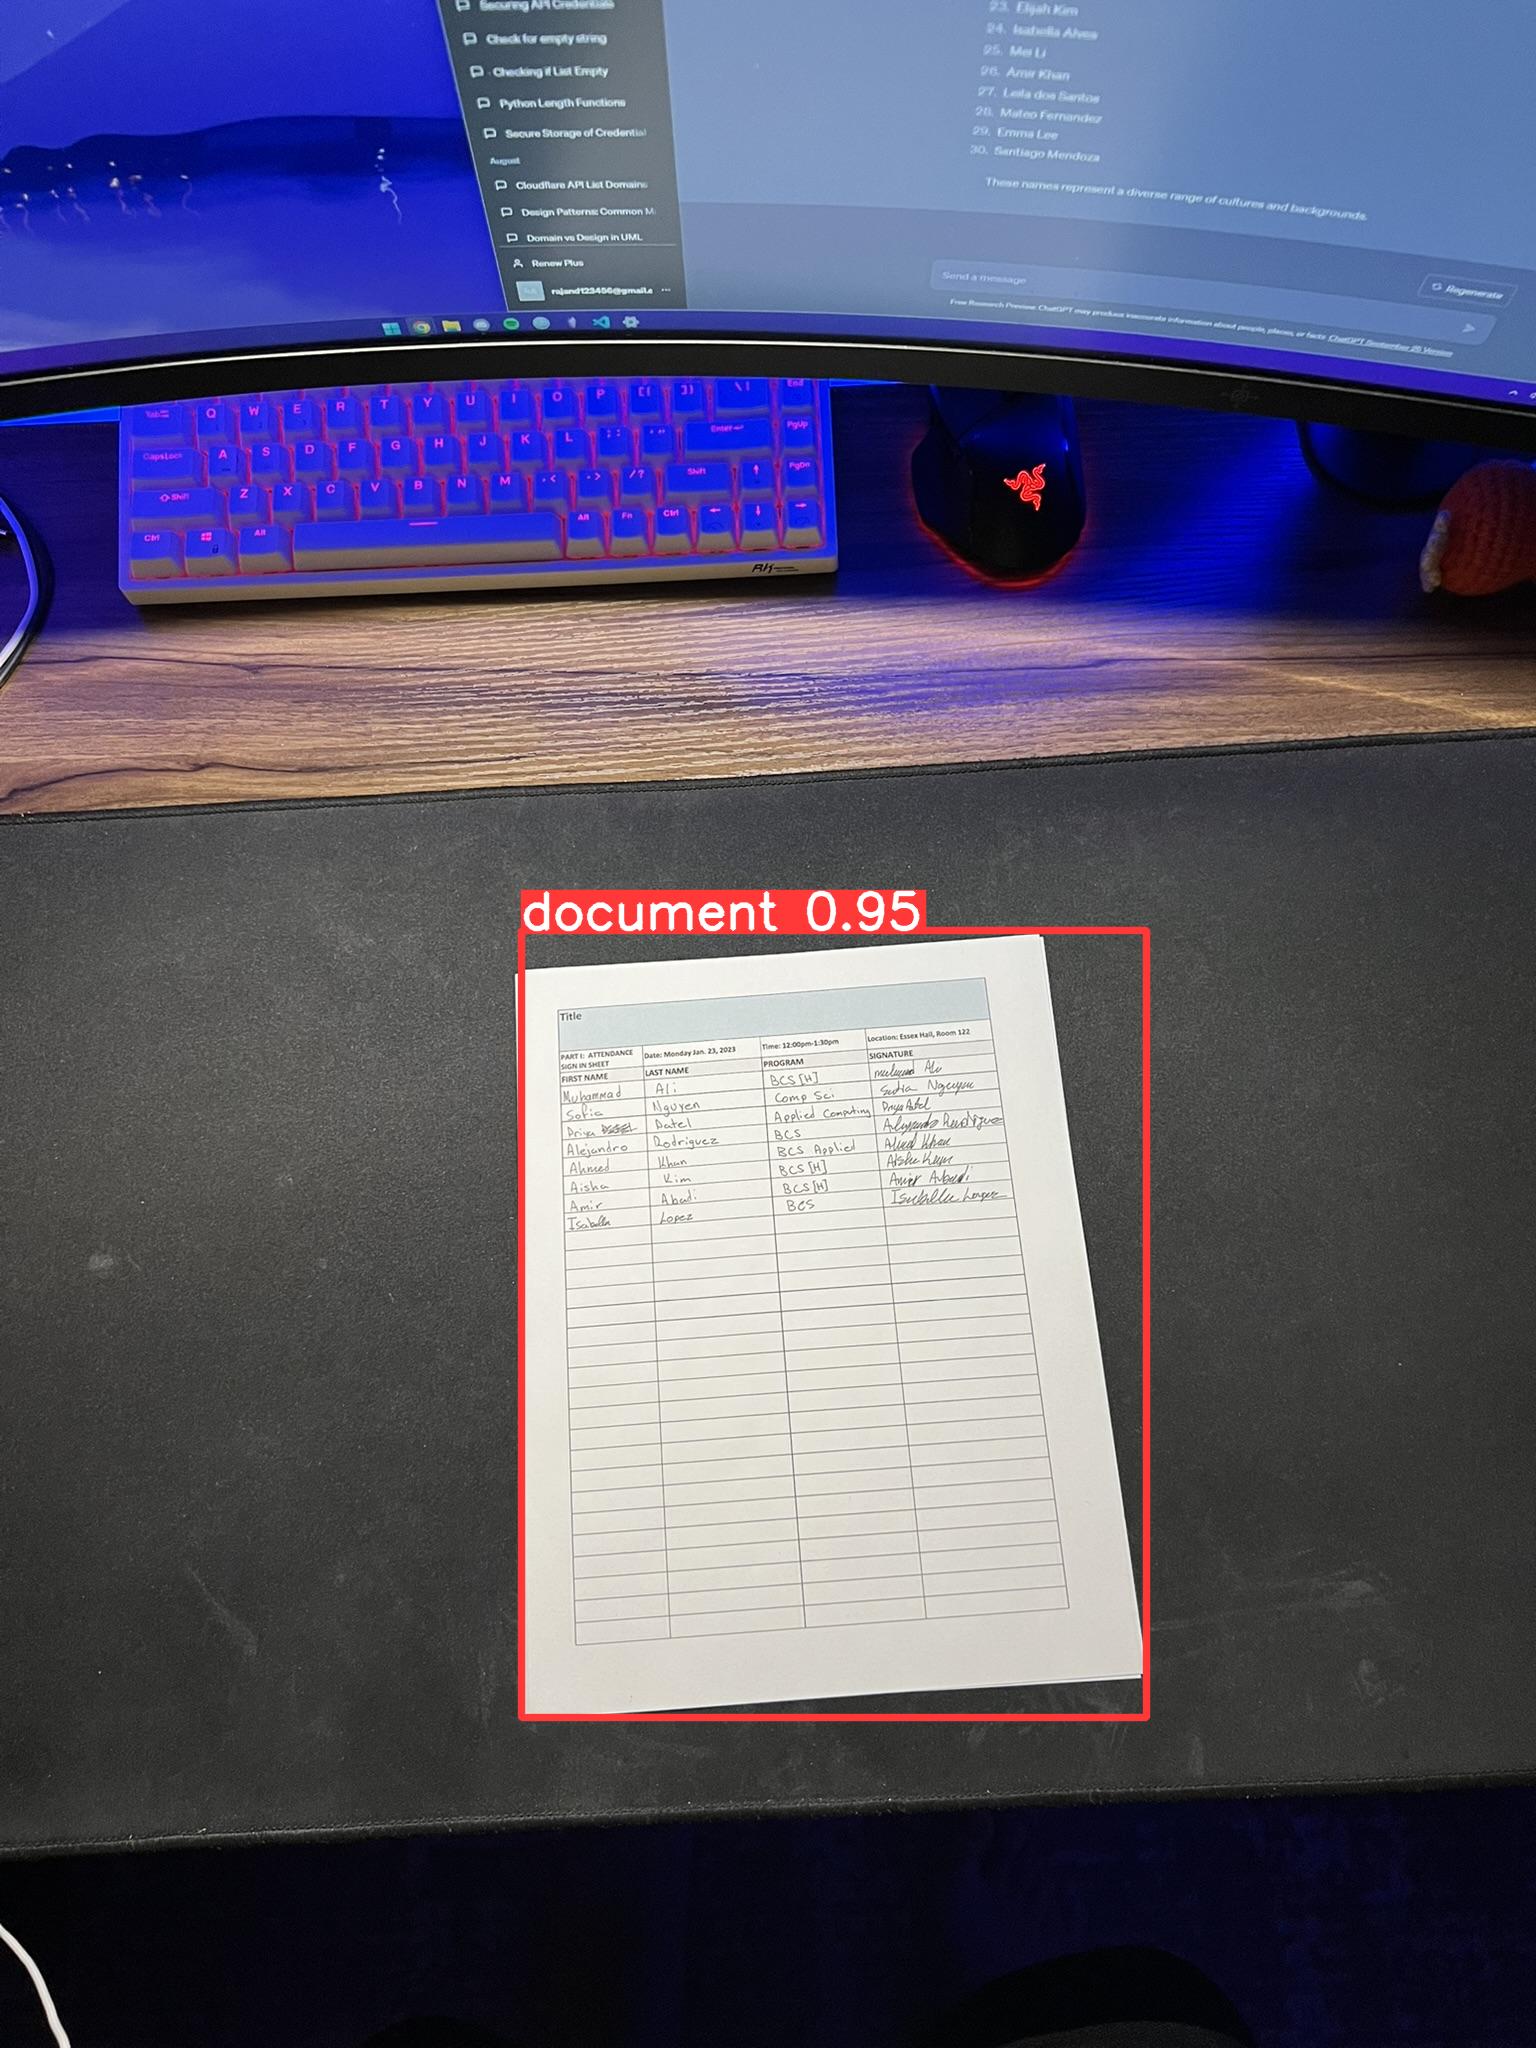 Securing API Credentials
Check for empty string
Checking if List Empty
Python Length Functions
Secure Storage of Credential
August
Cloudflare API List Domains
Design Patterns: Common M
Domain vs Design in UML
Renew Plus
rajand123456@gmail.c ...
23. Elijah Kim
24. Isabella Alves
25. Mei Li
26. Amir Khan
27. Leila dos Santos
28. Mateo Fernandez
29. Emma Lee
30. Santiago Mendoza
These names represent a diverse range of cultures and backgrounds.
Send a message
Regenerate
Free Research Preview. ChatGPT may produce inaccurate information about people, places, or facts. ChatGPT September 25 Version
Tab Q W E R T Y U I O P [{ ]} \| End
CapsLock A S D F G H J K L ;: '" Enter PgUp
Shift Z X C V B N M ,< .> /? Shift PgDn
Ctrl Alt Alt Fn Ctrl
RK
document 0.95
Title
PART I: ATTENDANCE SIGN IN SHEET Date: Monday Jan. 23, 2023 Time: 12:00pm-1:30pm Location: Essex Hall, Room 122
FIRST NAME LAST NAME PROGRAM SIGNATURE
Muhammad Ali BCS [H] Ali
Sofia Nguyen Comp Sci Sofia Nguyen
Priya Patel Applied Computing Priya Patel
Alejandro Rodriguez BCS Alejandro Rodriguez
Ahmed Khan BCS Applied Ahmed Khan
Aisha Kim BCS [H] Aisha Kim
Amir Abadi BCS [H] Amir Abadi
Isabella Lopez BCS Isabella Lopez